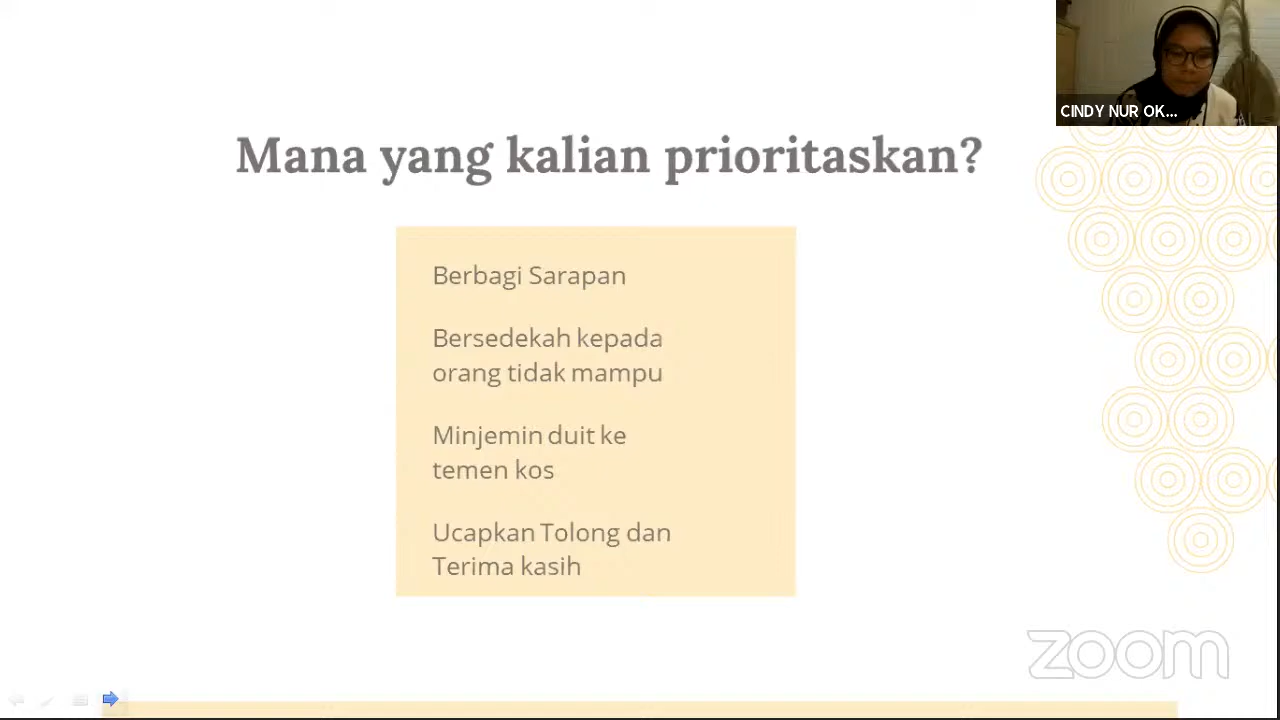 CINDY NUR OK...
Mana yang kalian prioritaskan?
Berbagi Sarapan
Bersedekah kepada
orang tidak mampu
Minjemin duit ke
temen kos
Ucapkan Tolong dan
Terima kasih
zoom